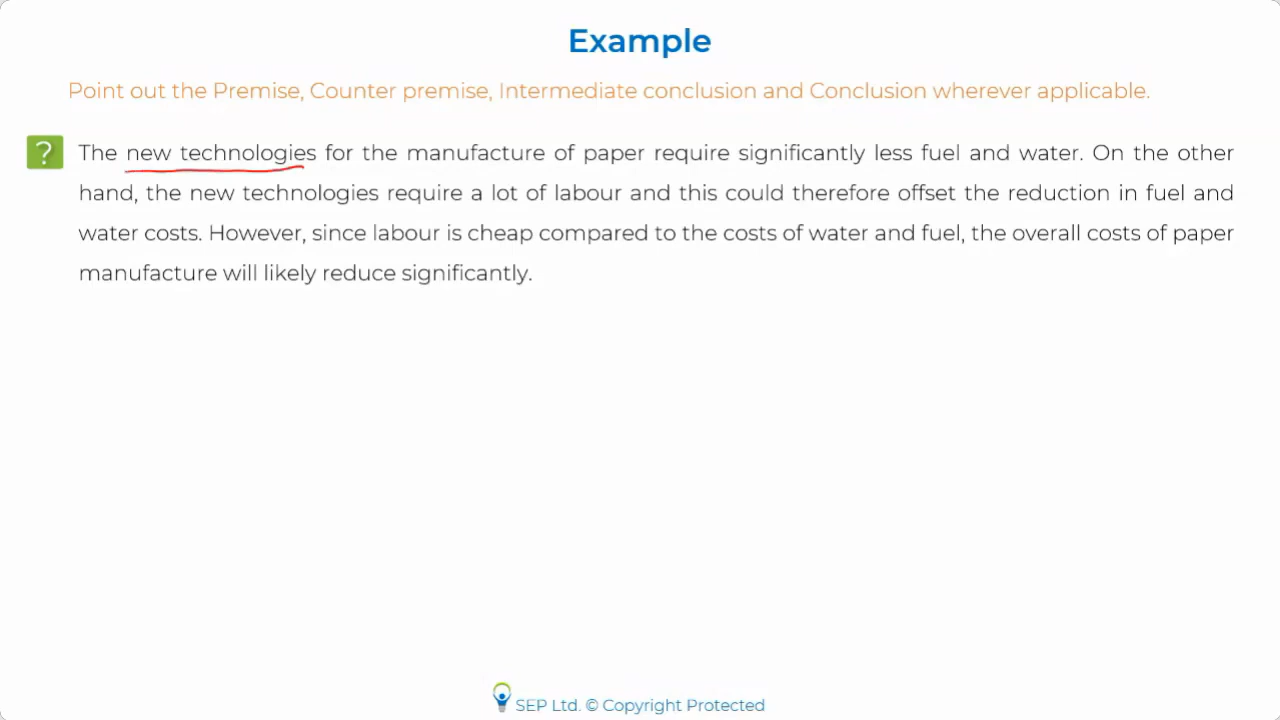 Example
Point out the Premise, Counter premise, Intermediate conclusion and Conclusion wherever applicable.
?
The new technologies for the manufacture of paper require significantly less fuel and water. On the other
hand, the new technologies require a lot of labour and this could therefore offset the reduction in fuel and
water costs. However, since labour is cheap compared to the costs of water and fuel, the overall costs of paper
manufacture will likely reduce significantly.
SEP Ltd. © Copyright Protected